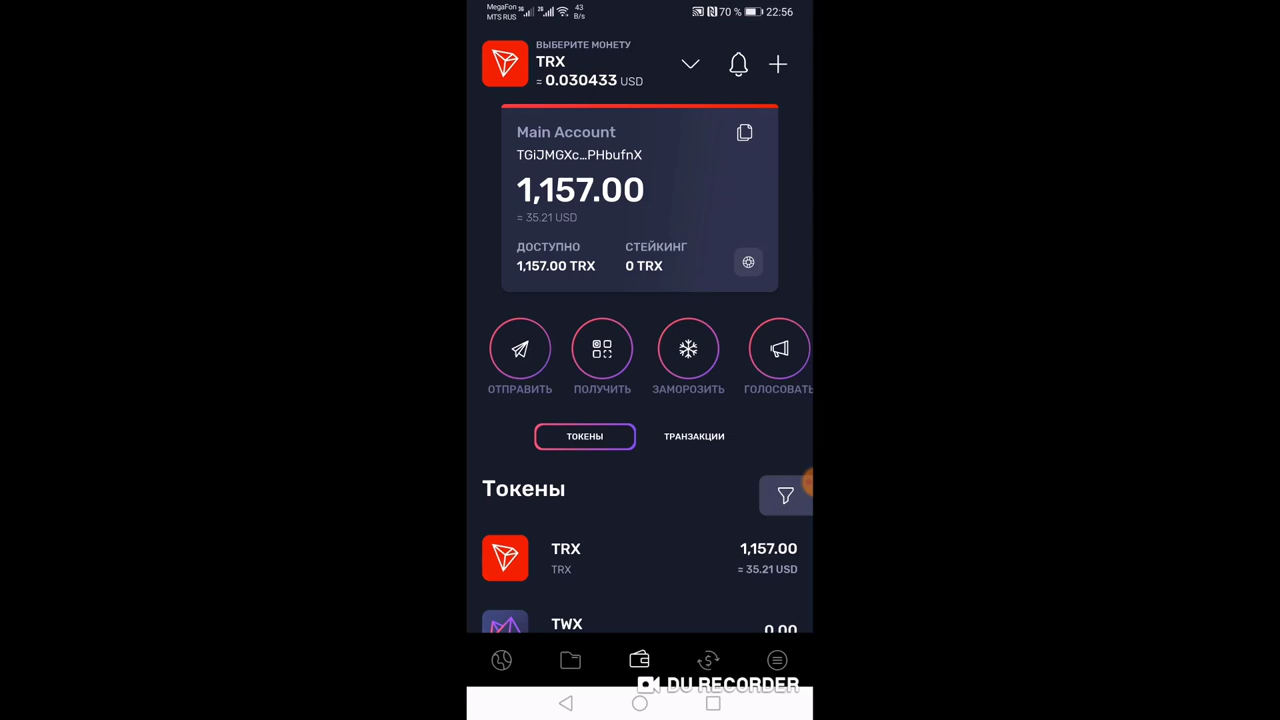 MegaFon
MTS RUS
3G
2G
43
B/s
70 %
22:56
ВЫБЕРИТЕ МОНЕТУ
TRX
≈ 0.030433 USD
Main Account
TGiJMGXc...PHbufnX
1,157.00
≈ 35.21 USD
ДОСТУПНО СТЕЙКИНГ
1,157.00 TRX 0 TRX
ОТПРАВИТЬ ПОЛУЧИТЬ ЗАМОРОЗИТЬ ГОЛОСОВАТЬ
ТОКЕНЫ ТРАНЗАКЦИИ
Токены
TRX 1,157.00
TRX ≈ 35.21 USD
TWX 0.00
DU RECORDER